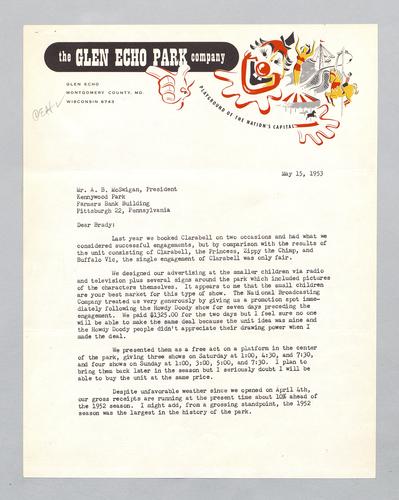 the GLEN ECHO PARK company
GLEN ECHO
MONTGOMERY COUNTY, MD.
WISCONSIN 6743
PLAYGROUND OF THE NATION'S CAPITAL
May 15, 1953
Mr. A. B. McSwigan, President
Kennywood Park
Farmers Bank Building
Pittsburgh 22, Pennsylvania
Dear Brady:
Last year we booked Clarabell on two occasions and had what we
considered successful engagements, but by comparison with the results of
the unit consisting of Clarabell, the Princess, Zippy the Chimp, and
Buffalo Vic, the single engagement of Clarabell was only fair.
We designed our advertising at the smaller children via radio
and television plus several signs around the park which included pictures
of the characters themselves. It appears to me that the small children
are your best market for this type of show. The National Broadcasting
Company treated us very generously by giving us a promotion spot imme-
diately following the Howdy Doody show for seven days preceding the
engagement. We paid $1325.00 for the two days but I feel sure no one
will be able to make the same deal because the unit idea was mine and
the Howdy Doody people didn't appreciate their drawing power when I
made the deal.
We presented them as a free act on a platform in the center
of the park, giving three shows on Saturday at 1:00, 4:30, and 7:30,
and four shows on Sunday at 1:00, 3:00, 5:00, and 7:30. I plan to
bring them back later in the season but I seriously doubt I will be
able to buy the unit at the same price.
Despite unfavorable weather since we opened on April 4th,
our gross receipts are running at the present time about 10% ahead of
the 1952 season. I might add, from a grossing standpoint, the 1952
season was the largest in the history of the park.